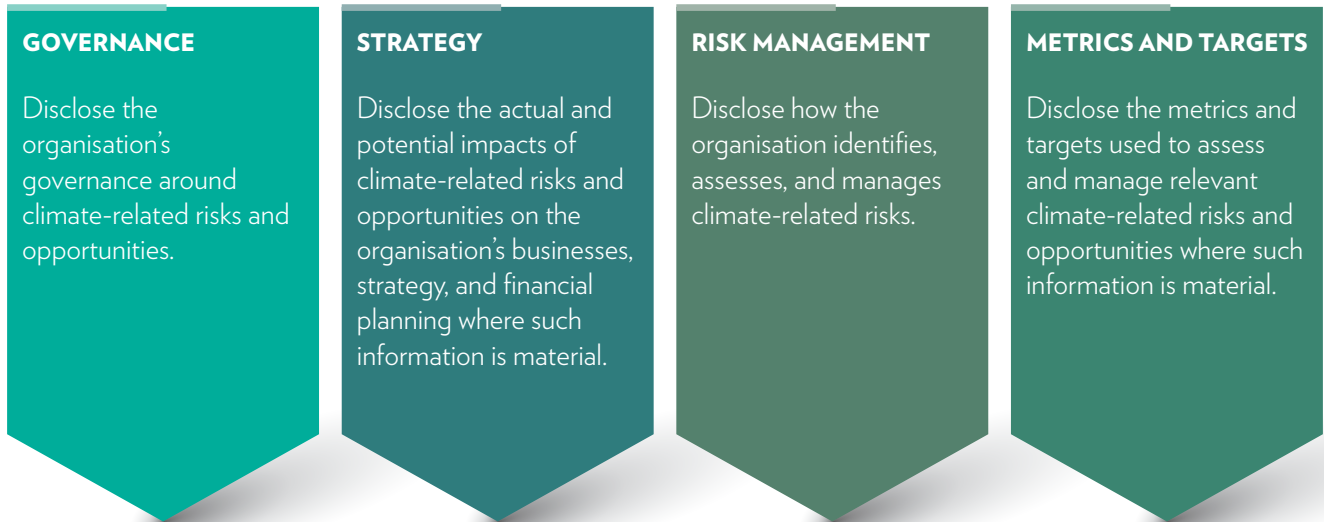 GOVERNANCE
Disclose the
organisation’s
governance around
climate-related risks and
opportunities.
STRATEGY
Disclose the actual and
potential impacts of
climate-related risks and
opportunities on the
organisation’s businesses,
strategy, and financial
planning where such
information is material.
RISK MANAGEMENT
Disclose how the
organisation identifies,
assesses, and manages
climate-related risks.
METRICS AND TARGETS
Disclose the metrics and
targets used to assess
and manage relevant
climate-related risks and
opportunities where such
information is material.